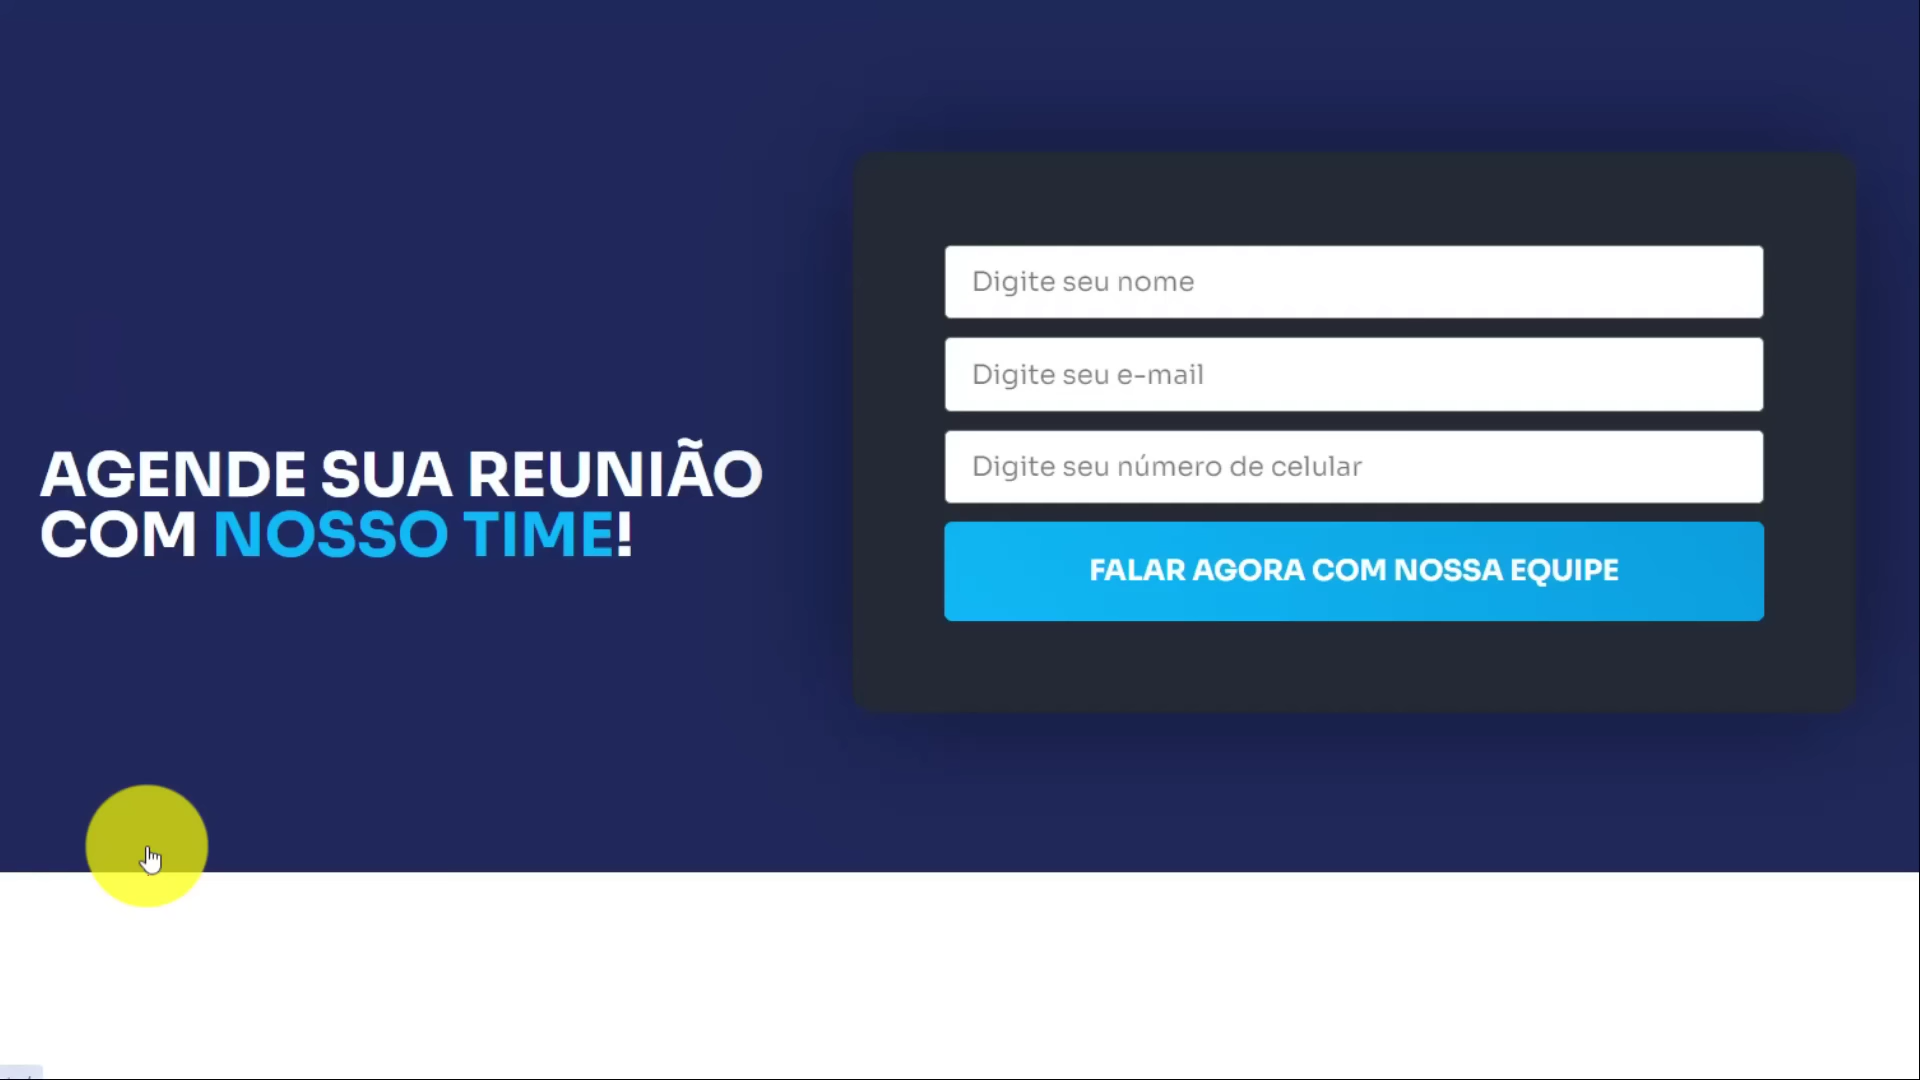 AGENDE SUA REUNIÃO
COM NOSSO TIME!
Digite seu nome
Digite seu e-mail
Digite seu número de celular
FALAR AGORA COM NOSSA EQUIPE